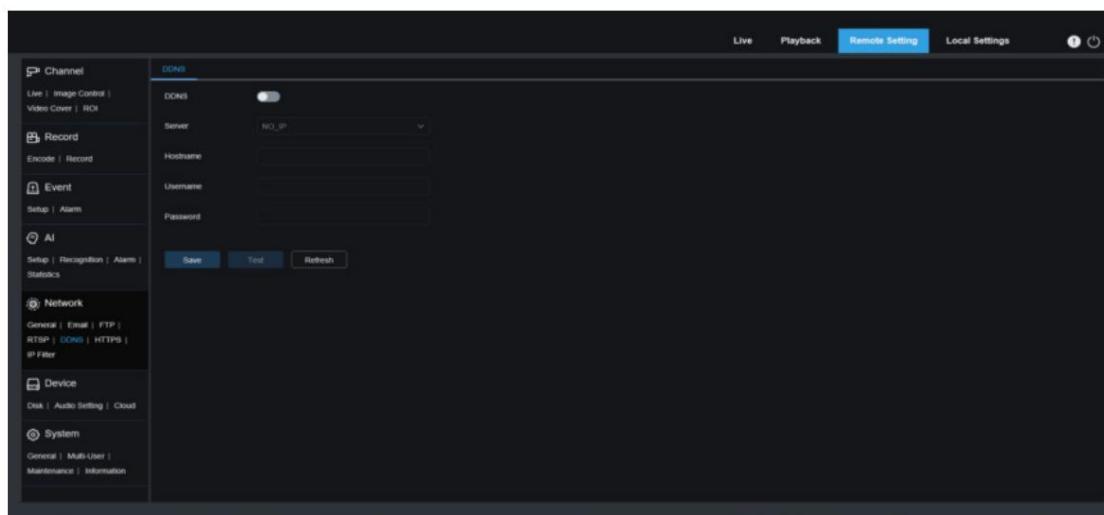 Live Playback Remote Setting Local Settings
Channel
Live | Image Control |
Video Cover | ROI
Record
Encode | Record
Event
Setup | Alarm
AI
Setup | Recognition | Alarm |
Statistics
Network
General | Email | FTP |
RTSP | DDNS | HTTPS |
IP Filter
Device
Disk | Audio Setting | Cloud
System
General | Multi-User |
Maintenance | Information
DDNS
DDNS
Server NO_IP
Hostname
Username
Password
Save Test Refresh